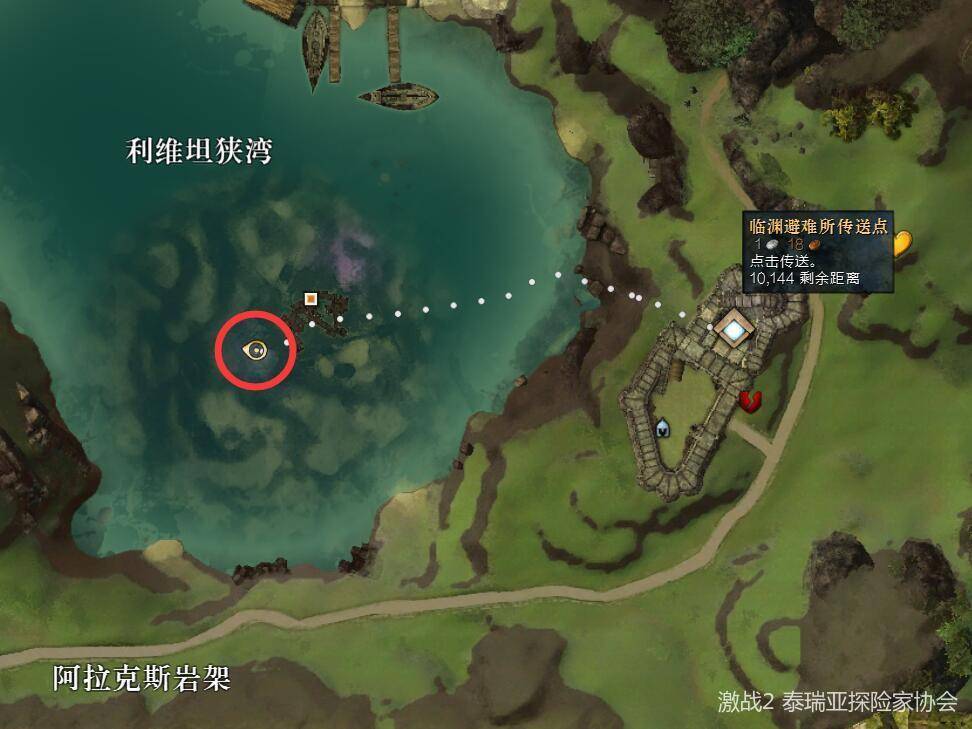 利维坦狭湾
临渊避难所传送点
1 18
点击传送。
10,144 剩余距离
阿拉克斯岩架
激战2 泰瑞亚探险家协会